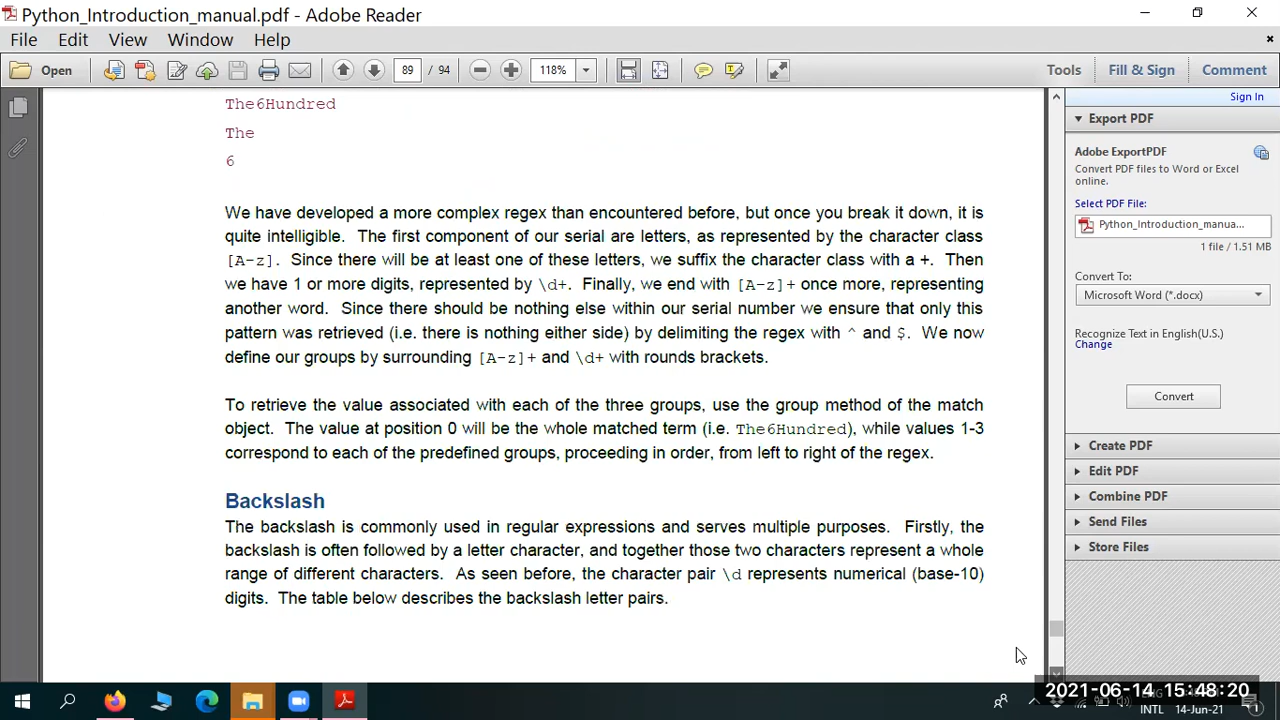 Python_Introduction_manual.pdf - Adobe Reader
File Edit View Window Help
Open 89 / 94 118% Tools Fill & Sign Comment
Sign In
The6Hundred
The
6
We have developed a more complex regex than encountered before, but once you break it down, it is
quite intelligible. The first component of our serial are letters, as represented by the character class
[A-z]. Since there will be at least one of these letters, we suffix the character class with a +. Then
we have 1 or more digits, represented by \d+. Finally, we end with [A-z]+ once more, representing
another word. Since there should be nothing else within our serial number we ensure that only this
pattern was retrieved (i.e. there is nothing either side) by delimiting the regex with ^ and $. We now
define our groups by surrounding [A-z]+ and \d+ with rounds brackets.
To retrieve the value associated with each of the three groups, use the group method of the match
object. The value at position 0 will be the whole matched term (i.e. The6Hundred), while values 1-3
correspond to each of the predefined groups, proceeding in order, from left to right of the regex.
Backslash
The backslash is commonly used in regular expressions and serves multiple purposes. Firstly, the
backslash is often followed by a letter character, and together those two characters represent a whole
range of different characters. As seen before, the character pair \d represents numerical (base-10)
digits. The table below describes the backslash letter pairs.
Export PDF
Adobe ExportPDF
Convert PDF files to Word or Excel
online.
Select PDF File:
Python_Introduction_manua...
1 file / 1.51 MB
Convert To:
Microsoft Word (*.docx)
Recognize Text in English(U.S.)
Change
Convert
Create PDF
Edit PDF
Combine PDF
Send Files
Store Files
2021-06-14 15:48:20
INTL 14-Jun-21